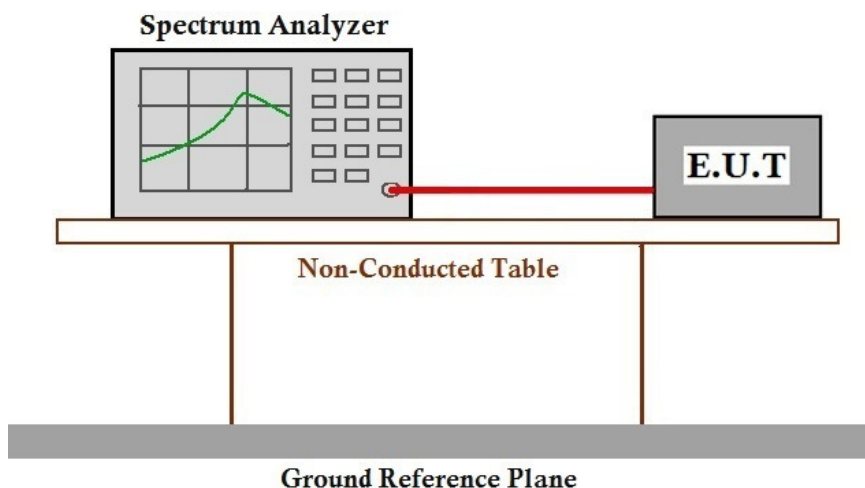 Spectrum Analyzer
E.U.T
Non-Conducted Table
Ground Reference Plane